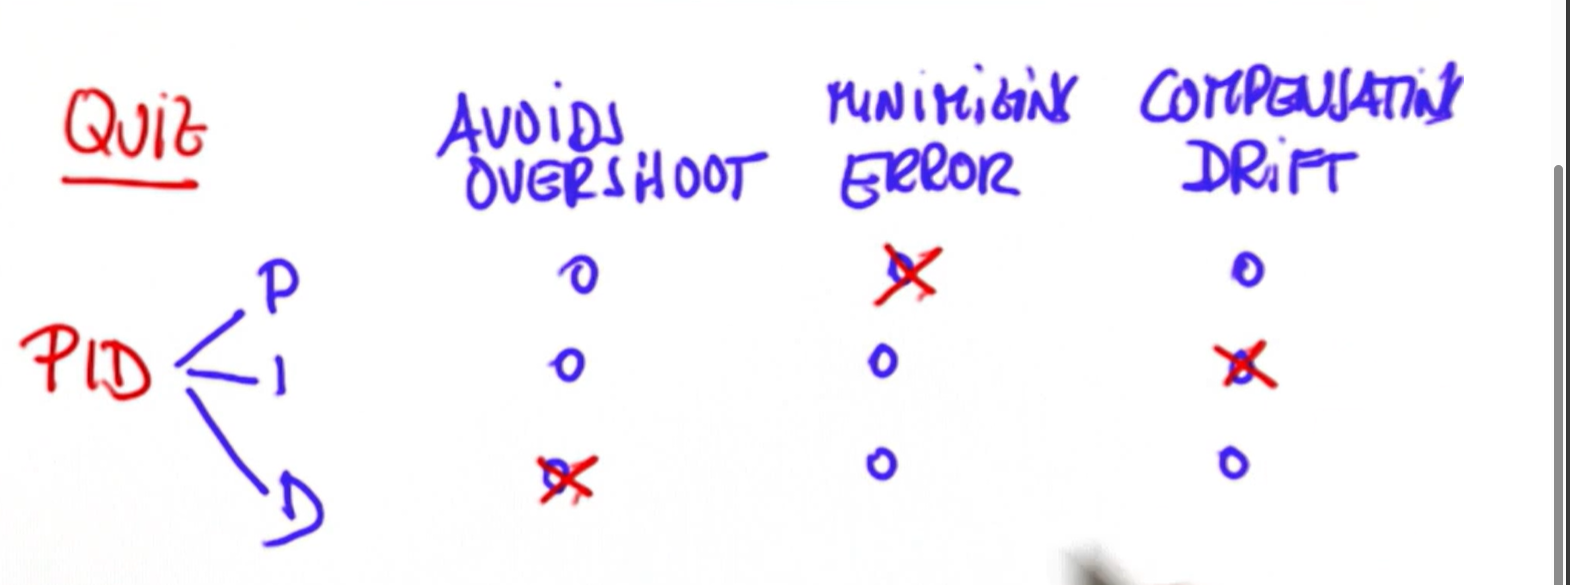 QUIZ
AVOIDS
OVERSHOOT
MINIMIZING
ERROR
COMPENSATING
DRIFT
P
PID
I
D